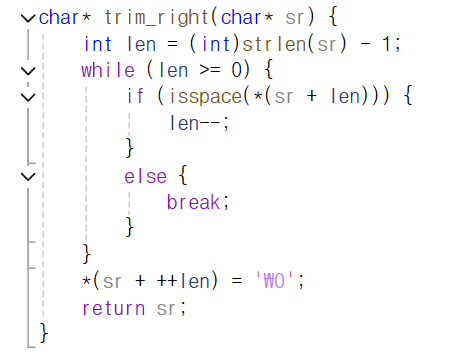 char* trim_right(char* sr) {
    int len = (int)strlen(sr) - 1;
    while (len >= 0) {
        if (isspace(*(sr + len))) {
            len--;
        }
        else {
            break;
        }
    }
    *(sr + ++len) = '₩0';
    return sr;
}